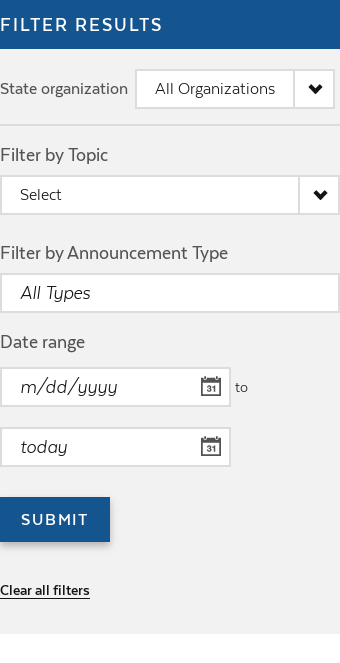 FILTER RESULTS
State organization All Organizations
Filter by Topic
Select
Filter by Announcement Type
All Types
Date range
m/dd/yyyy 31 to
today 31
SUBMIT
Clear all filters